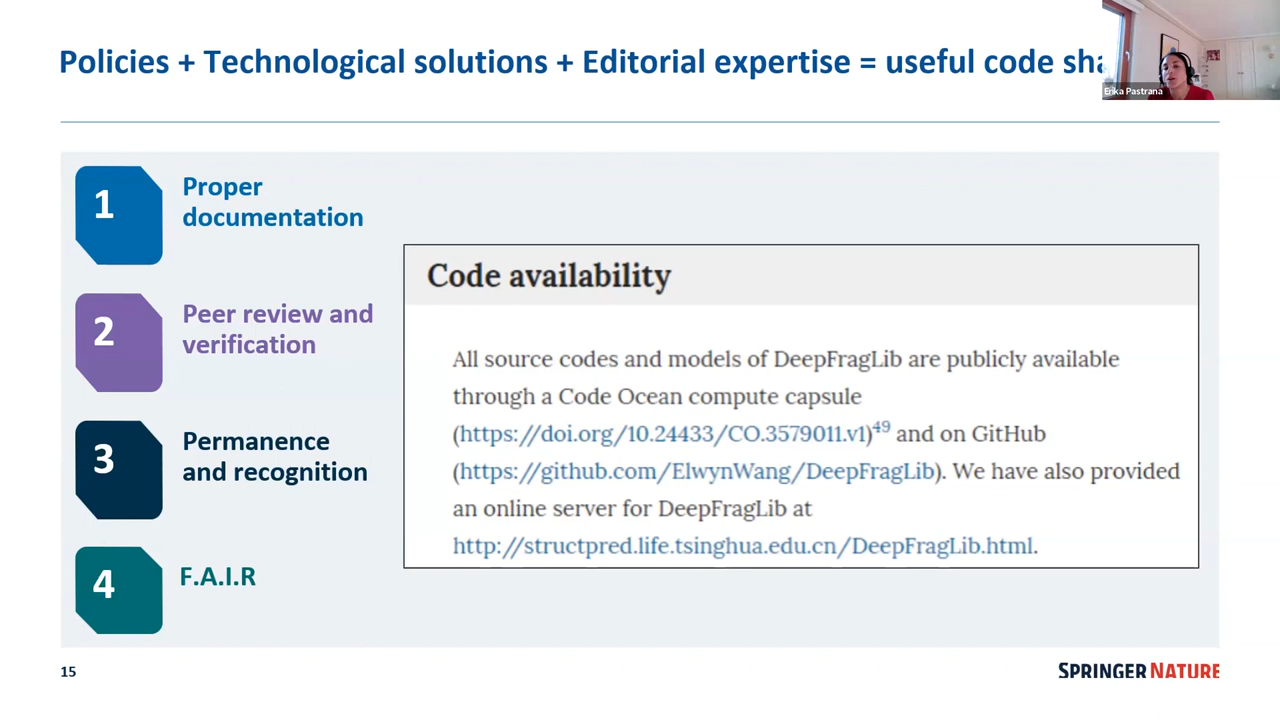 Policies + Technological solutions + Editorial expertise = useful code sha
Erika Pastrana
1
Proper
documentation
2
Peer review and
verification
3
Permanence
and recognition
4
F.A.I.R
Code availability
All source codes and models of DeepFragLib are publicly available
through a Code Ocean compute capsule
(https://doi.org/10.24433/CO.3579011.v1)49 and on GitHub
(https://github.com/ElwynWang/DeepFragLib). We have also provided
an online server for DeepFragLib at
http://structpred.life.tsinghua.edu.cn/DeepFragLib.html.
15
SPRINGER NATURE